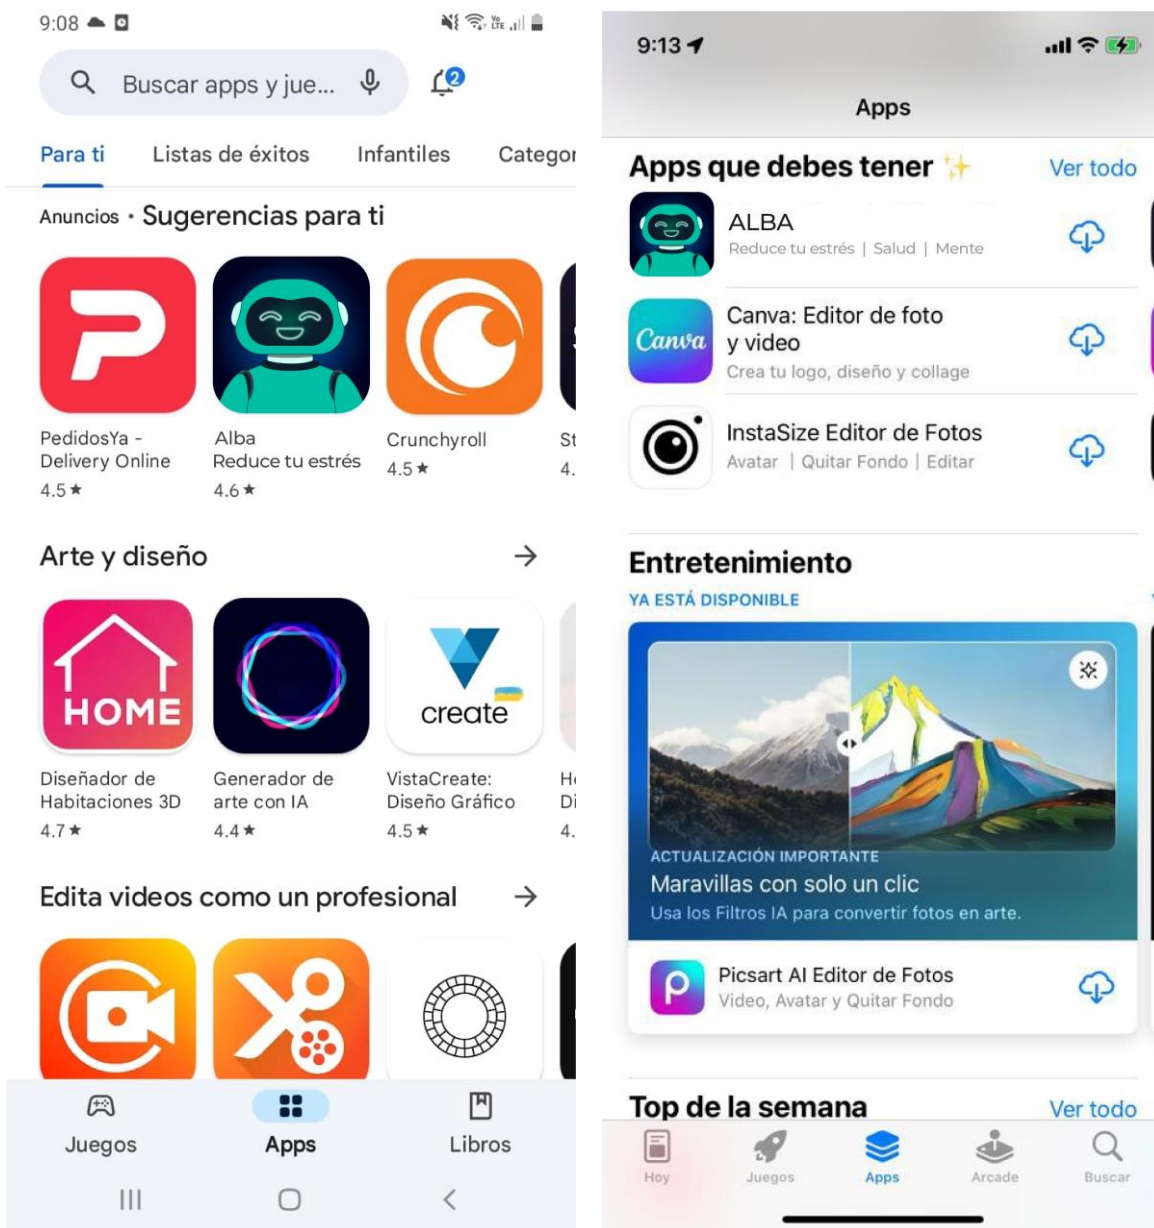 9:08
Vo
LTE
Buscar apps y jue...
2
Para ti
Listas de éxitos
Infantiles
Categor
Anuncios • Sugerencias para ti
PedidosYa -
Delivery Online
4.5 ★
Alba
Reduce tu estrés
4.6 ★
Crunchyroll
4.5 ★
St
4.
Arte y diseño
HOME
create
Diseñador de
Habitaciones 3D
4.7 ★
Generador de
arte con IA
4.4 ★
VistaCreate:
Diseño Gráfico
4.5 ★
Di
4.
Edita videos como un profesional
Juegos
Apps
Libros
9:13
Apps
Apps que debes tener ✨
Ver todo
ALBA
Reduce tu estrés | Salud | Mente
Canva
Canva: Editor de foto
y video
Crea tu logo, diseño y collage
InstaSize Editor de Fotos
Avatar | Quitar Fondo | Editar
Entretenimiento
YA ESTÁ DISPONIBLE
ACTUALIZACIÓN IMPORTANTE
Maravillas con solo un clic
Usa los Filtros IA para convertir fotos en arte.
Picsart AI Editor de Fotos
Video, Avatar y Quitar Fondo
Top de la semana
Ver todo
Hoy
Juegos
Apps
Arcade
Buscar